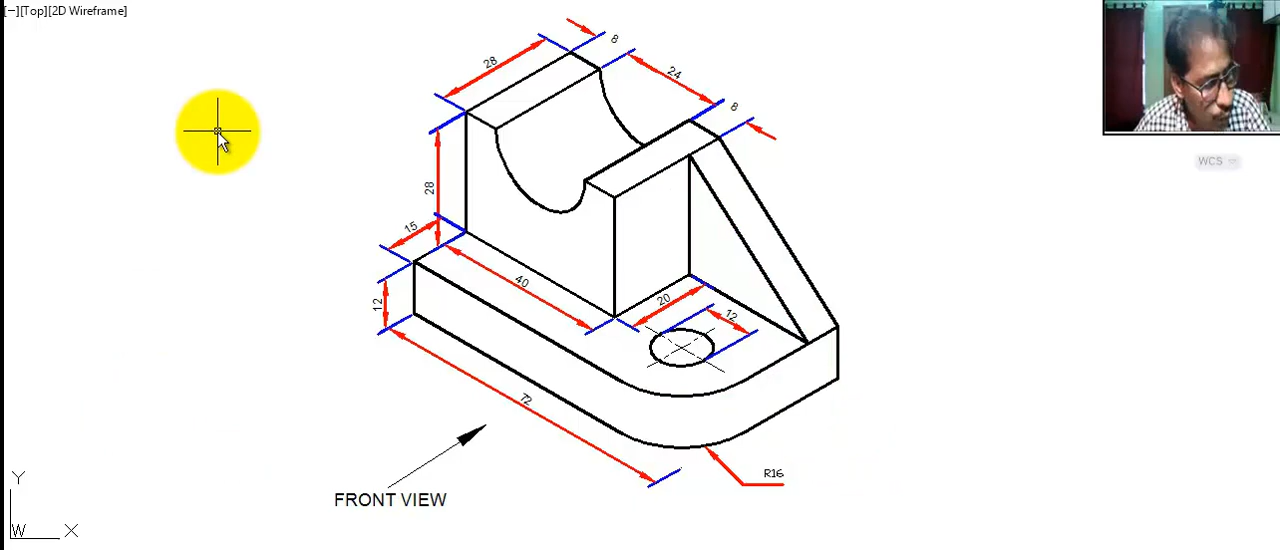 [−][Top][2D Wireframe]
8
28
24
8
WCS
28
15
40
12
20
12
72
R16
FRONT VIEW
Y
W
X